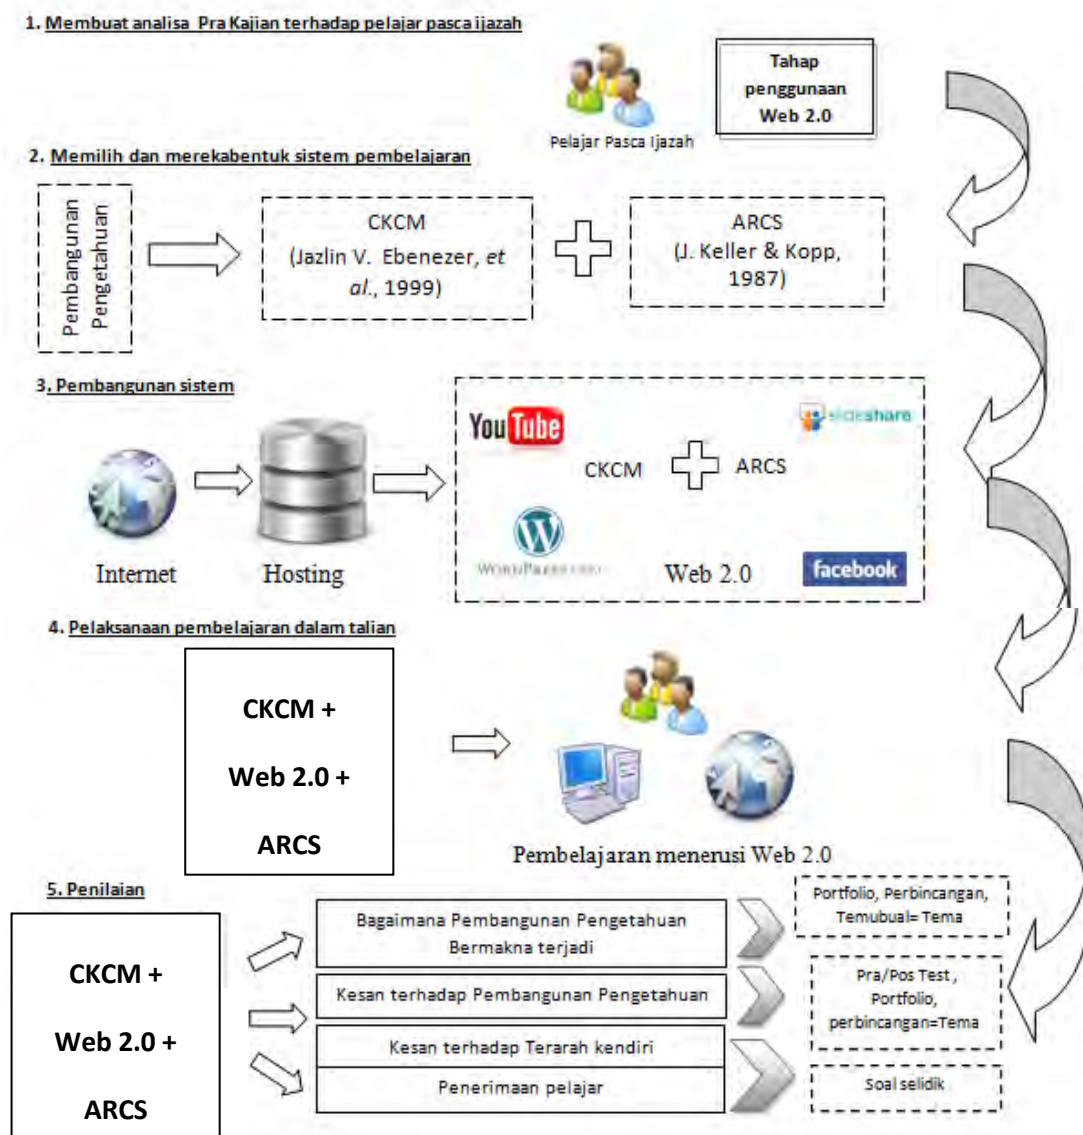 1. Membuat analisa Pra Kajian terhadap pelajar pasca ijazah
Tahap
penggunaan
Web 2.0
Pelajar Pasca Ijazah
2. Memilih dan merekabentuk sistem pembelajaran
Pembangunan
Pengetahuan
CKCM
(Jazlin V. Ebenezer, et
al., 1999)
ARCS
(J. Keller & Kopp,
1987)
3. Pembangunan sistem
YouTube
slideshare
CKCM
ARCS
Internet
Hosting
WORDPRESS
Web 2.0
facebook
4. Pelaksanaan pembelajaran dalam talian
CKCM +
Web 2.0 +
ARCS
Pembelajaran menerusi Web 2.0
5. Penilaian
CKCM +
Web 2.0 +
ARCS
Bagaimana Pembangunan Pengetahuan
Bermakna terjadi
Kesan terhadap Pembangunan Pengetahuan
Kesan terhadap Terarah kendiri
Penerimaan pelajar
Portfolio, Perbincangan,
Temubual= Tema
Pra/Pos Test ,
Portfolio,
perbincangan=Tema
Soal selidik